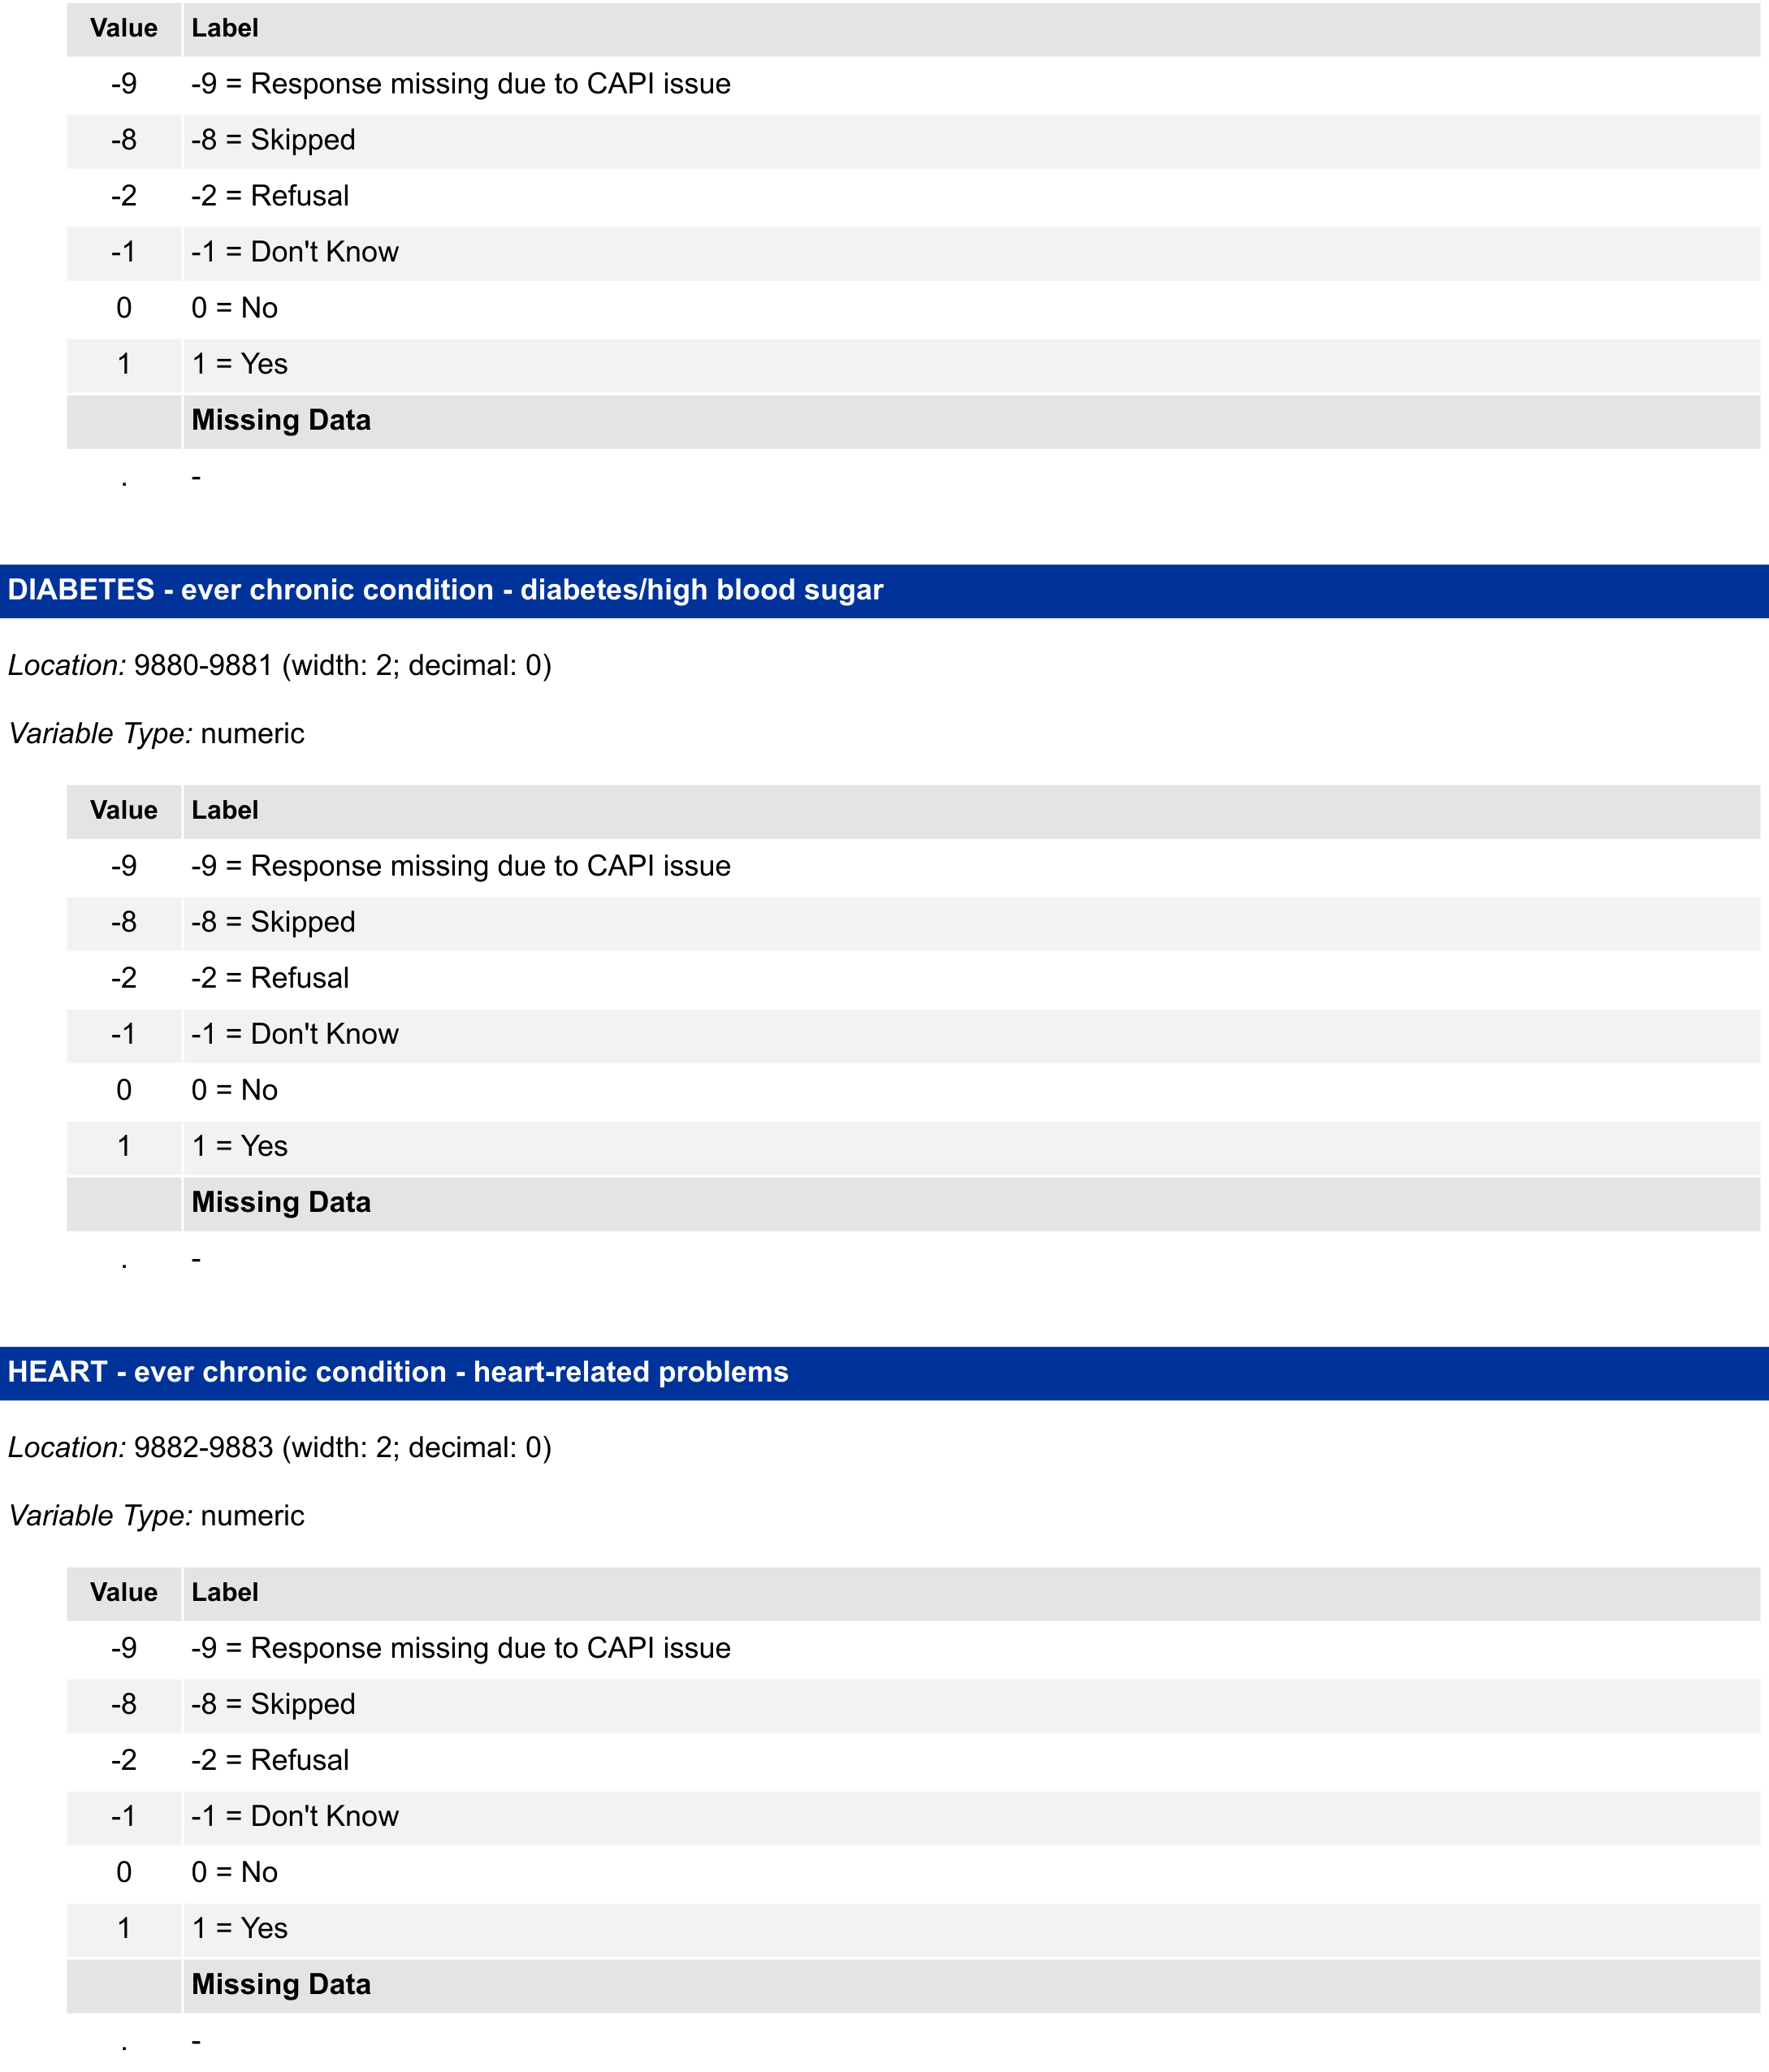 Value Label
-9 -9 = Response missing due to CAPI issue
-8 -8 = Skipped
-2 -2 = Refusal
-1 -1 = Don't Know
0 0 = No
1 1 = Yes
Missing Data
. -
DIABETES - ever chronic condition - diabetes/high blood sugar
Location: 9880-9881 (width: 2; decimal: 0)
Variable Type: numeric
Value Label
-9 -9 = Response missing due to CAPI issue
-8 -8 = Skipped
-2 -2 = Refusal
-1 -1 = Don't Know
0 0 = No
1 1 = Yes
Missing Data
. -
HEART - ever chronic condition - heart-related problems
Location: 9882-9883 (width: 2; decimal: 0)
Variable Type: numeric
Value Label
-9 -9 = Response missing due to CAPI issue
-8 -8 = Skipped
-2 -2 = Refusal
-1 -1 = Don't Know
0 0 = No
1 1 = Yes
Missing Data
. -